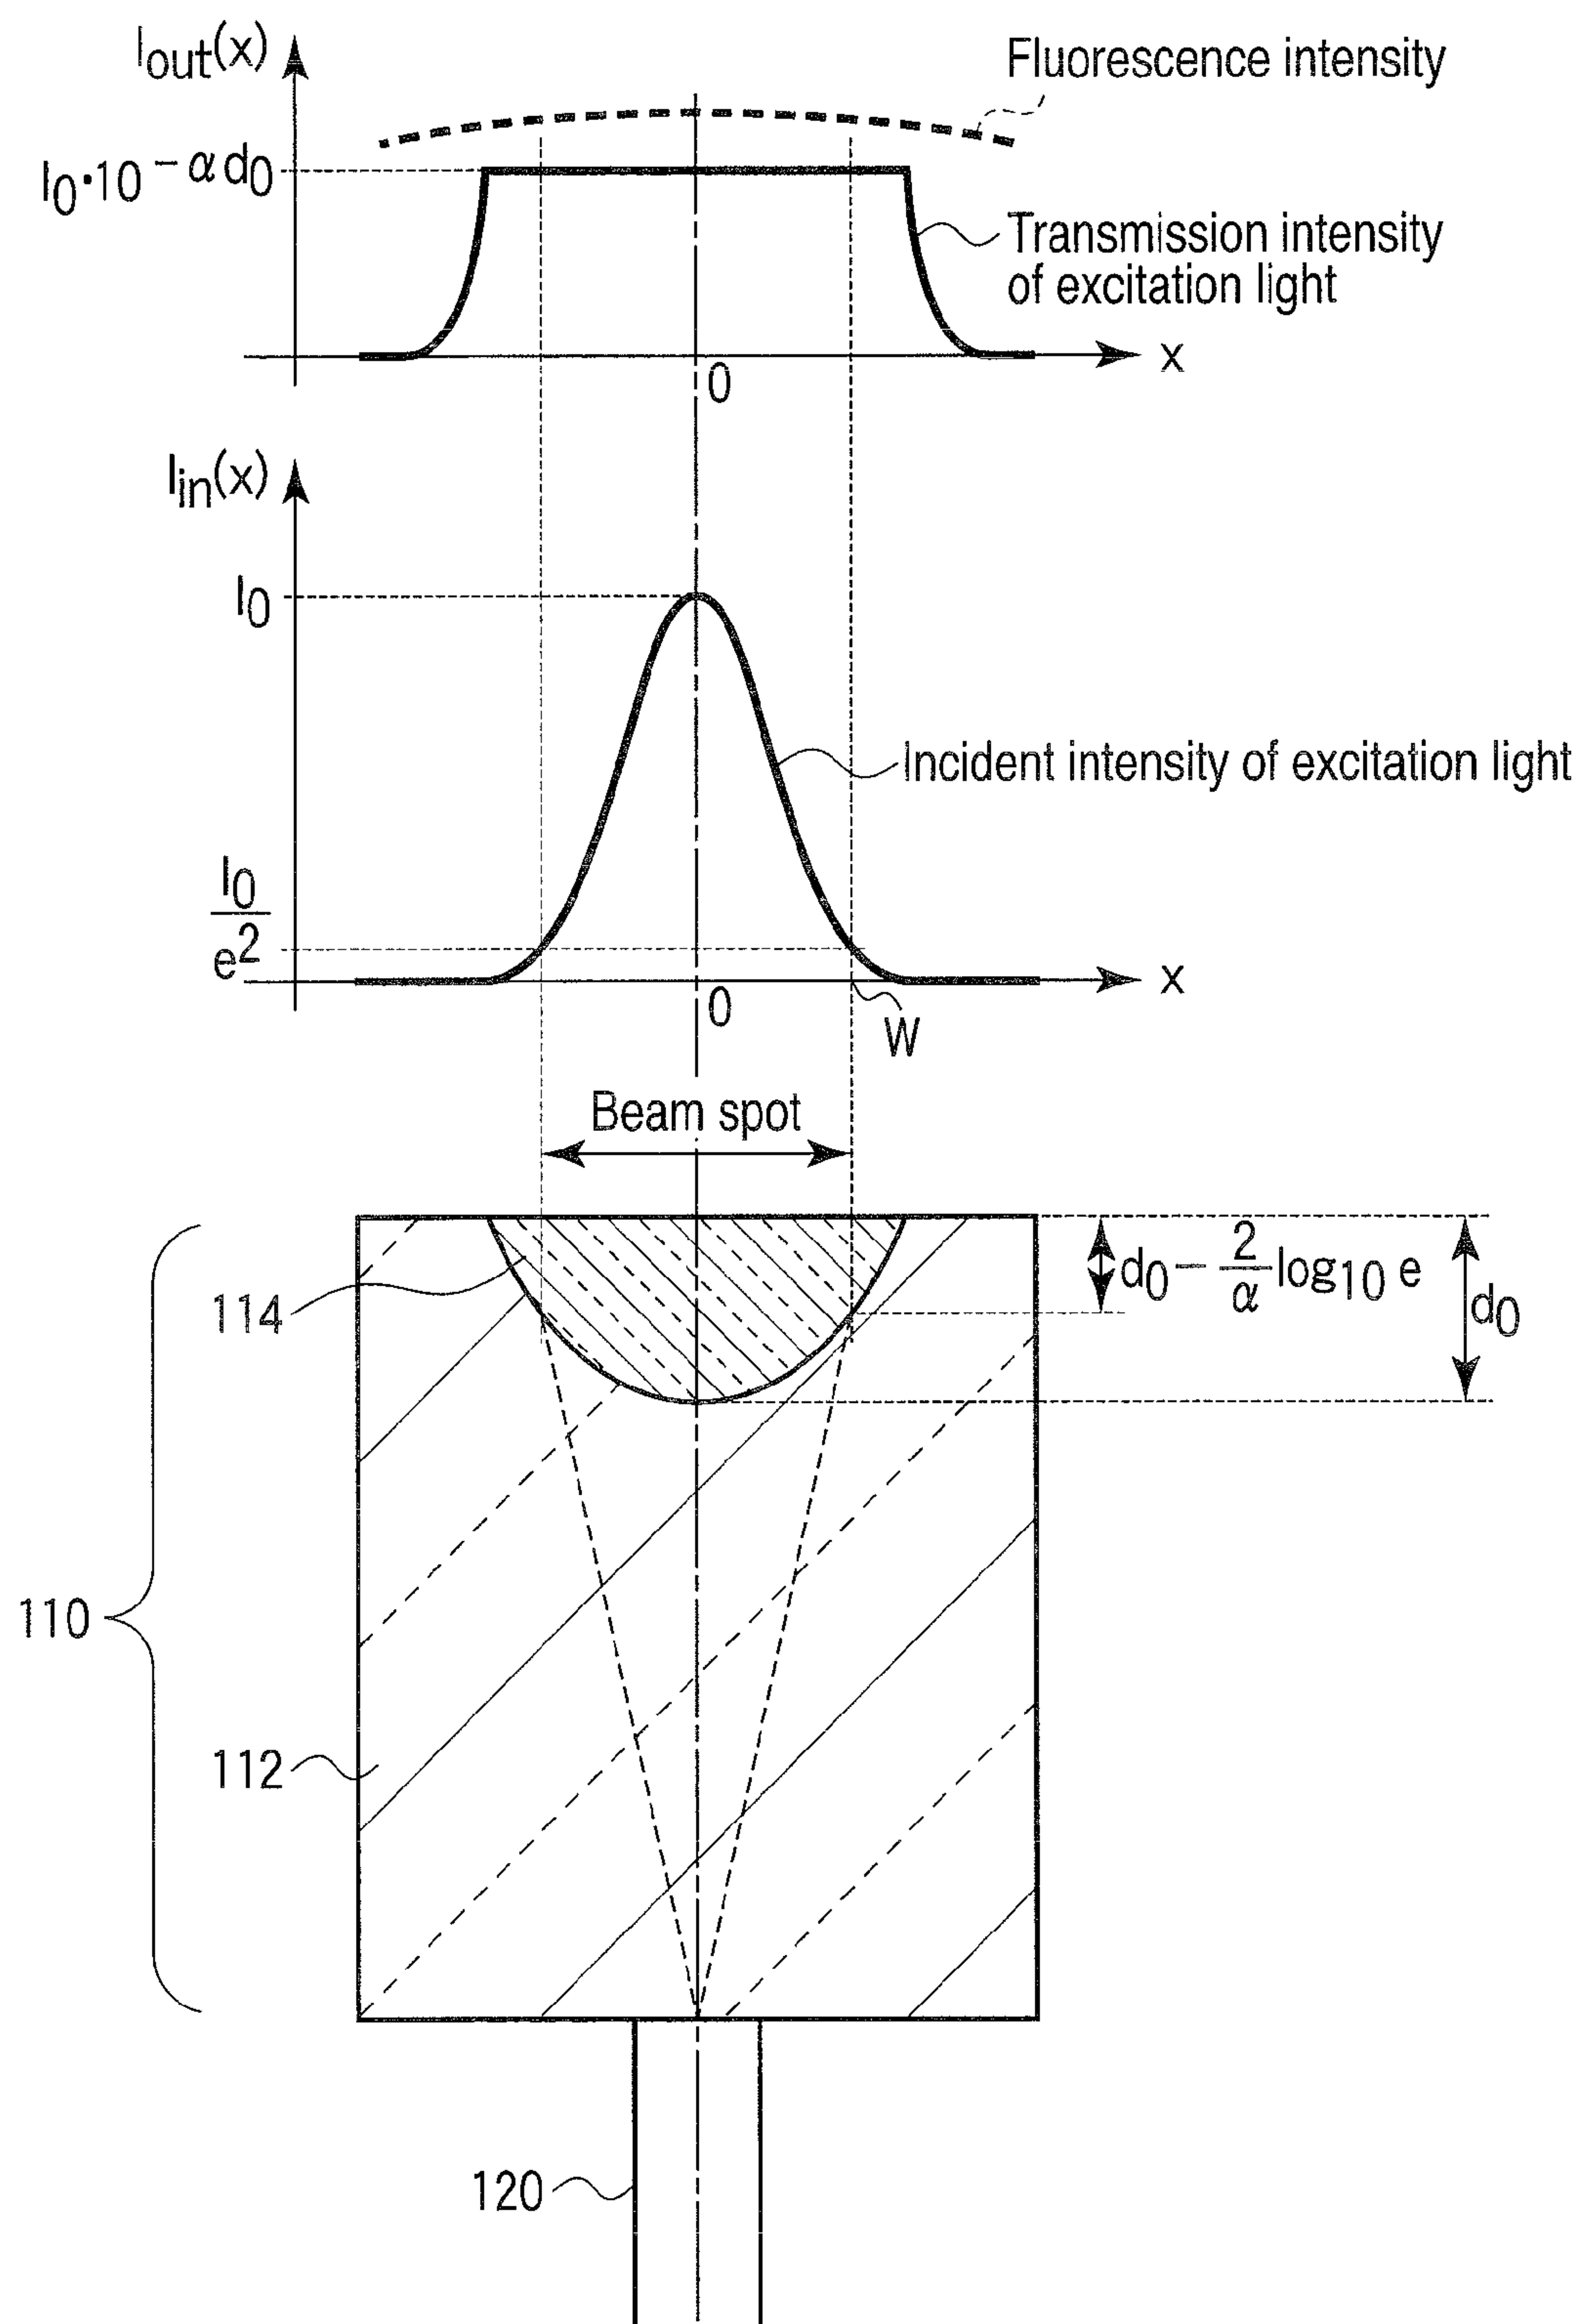 Iout(x)
Fluorescence intensity
I0·10 −αd0
Transmission intensity
of excitation light
x
0
Iin(x)
I0
Incident intensity of excitation light
I0
e2
x
0
W
Beam spot
114
d0 − 2/α log10 e
d0
110
112
120